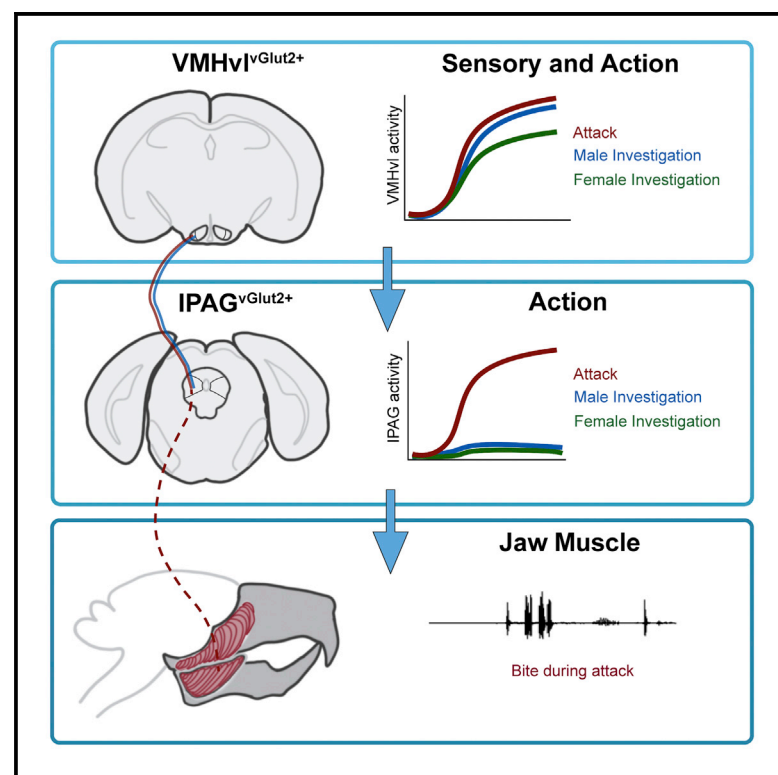 VMHvl^vGlut2+
Sensory and Action
VMHvl activity
Attack
Male Investigation
Female Investigation
lPAG^vGlut2+
Action
lPAG activity
Attack
Male Investigation
Female Investigation
Jaw Muscle
Bite during attack